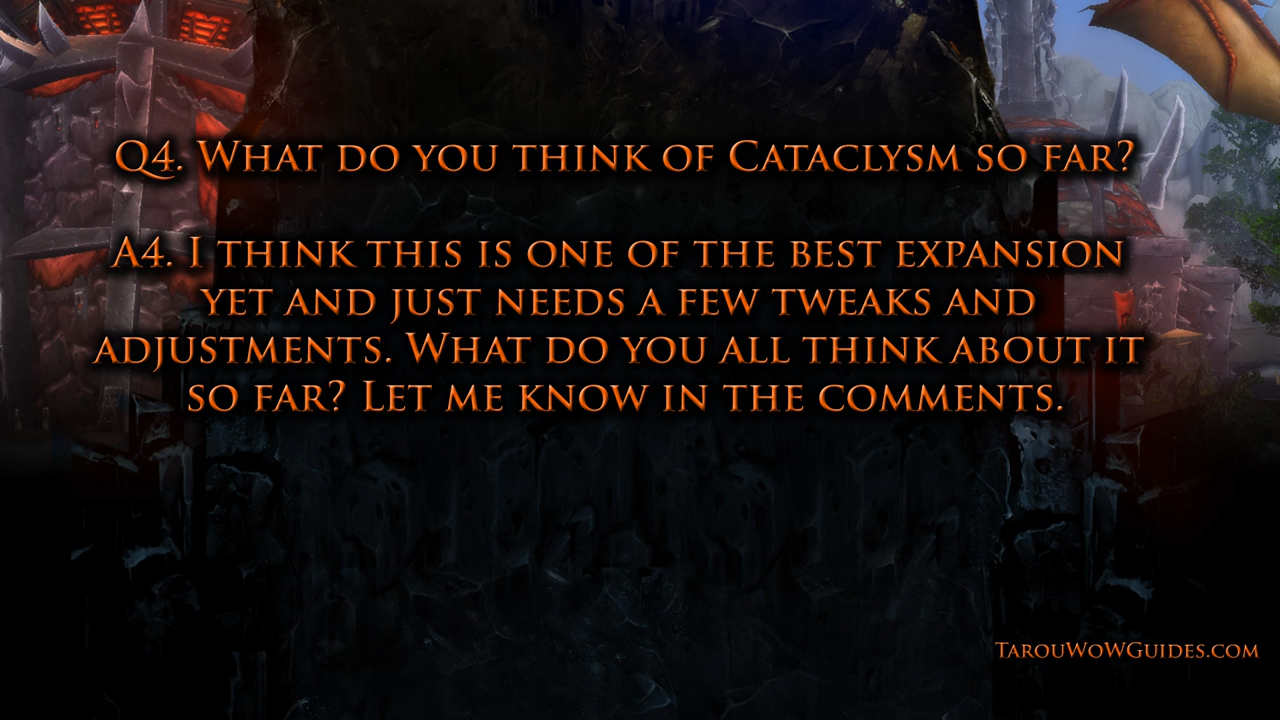 Q4. What do you think of Cataclysm so far?
A4. I think this is one of the best expansion
yet and just needs a few tweaks and
adjustments. What do you all think about it
so far? Let me know in the comments.
TarouWoWGuides.com